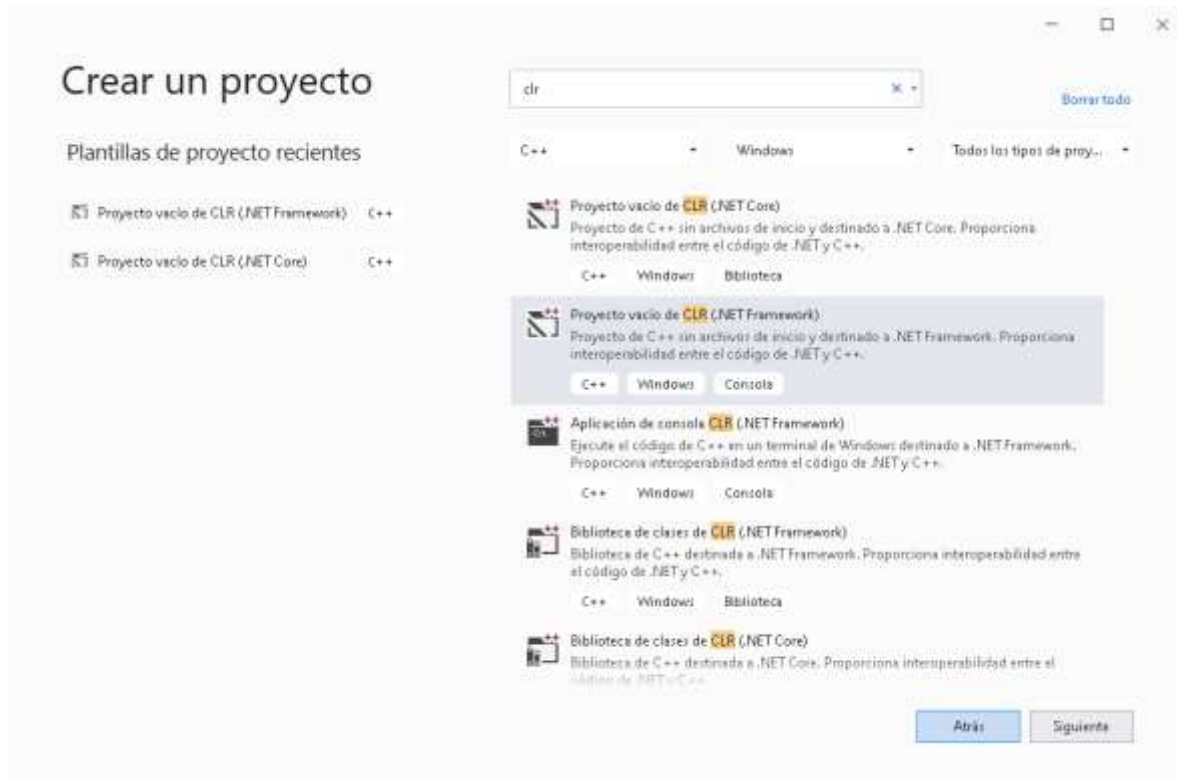 Crear un proyecto
clr
Borrar todo
Plantillas de proyecto recientes
C++
Windows
Todos los tipos de proy...
Proyecto vacío de CLR (.NET Framework) C++
Proyecto vacío de CLR (.NET Core) C++
Proyecto vacío de CLR (.NET Core)
Proyecto de C++ sin archivos de inicio y destinado a .NET Core. Proporciona
interoperabilidad entre el código de .NET y C++.
C++ Windows Biblioteca
Proyecto vacío de CLR (.NET Framework)
Proyecto de C++ sin archivos de inicio y destinado a .NET Framework. Proporciona
interoperabilidad entre el código de .NET y C++.
C++ Windows Consola
Aplicación de consola CLR (.NET Framework)
Ejecute el código de C++ en un terminal de Windows destinado a .NET Framework.
Proporciona interoperabilidad entre el código de .NET y C++.
C++ Windows Consola
Biblioteca de clases de CLR (.NET Framework)
Biblioteca de C++ destinada a .NET Framework. Proporciona interoperabilidad entre
el código de .NET y C++.
C++ Windows Biblioteca
Biblioteca de clases de CLR (.NET Core)
Biblioteca de C++ destinada a .NET Core. Proporciona interoperabilidad entre el
código de .NET y C++.
Atrás
Siguiente